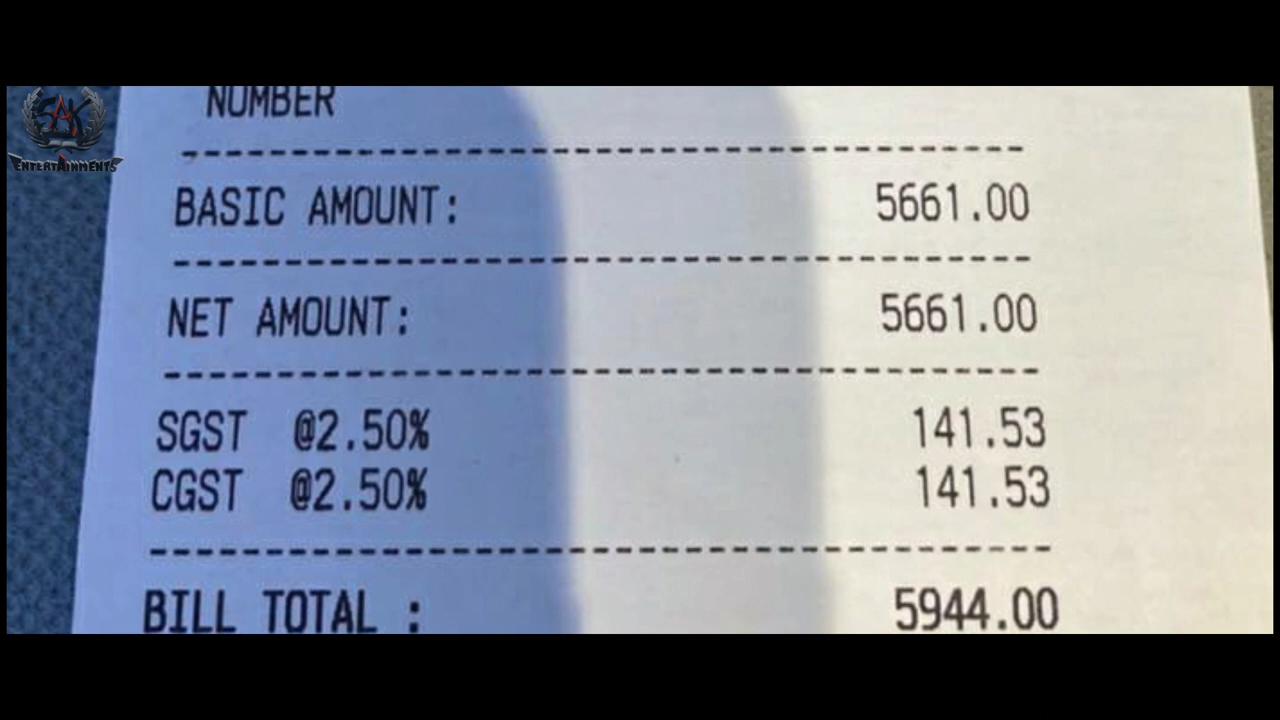 SAK
ENTERTAINMENTS
NUMBER
BASIC AMOUNT: 5661.00
NET AMOUNT: 5661.00
SGST @2.50% 141.53
CGST @2.50% 141.53
BILL TOTAL : 5944.00